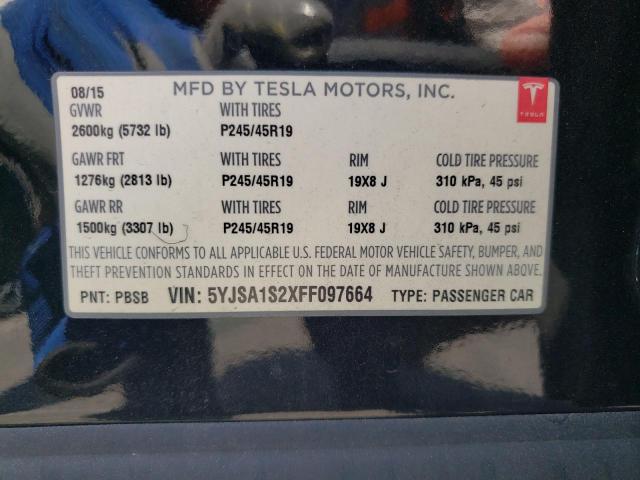 08/15 MFD BY TESLA MOTORS, INC.
TESLA
GVWR WITH TIRES
2600kg (5732 lb) P245/45R19
GAWR FRT WITH TIRES RIM COLD TIRE PRESSURE
1276kg (2813 lb) P245/45R19 19X8 J 310 kPa, 45 psi
GAWR RR WITH TIRES RIM COLD TIRE PRESSURE
1500kg (3307 lb) P245/45R19 19X8 J 310 kPa, 45 psi
THIS VEHICLE CONFORMS TO ALL APPLICABLE U.S. FEDERAL MOTOR VEHICLE SAFETY, BUMPER, AND
THEFT PREVENTION STANDARDS IN EFFECT ON THE DATE OF MANUFACTURE SHOWN ABOVE.
PNT: PBSB VIN: 5YJSA1S2XFF097664 TYPE: PASSENGER CAR